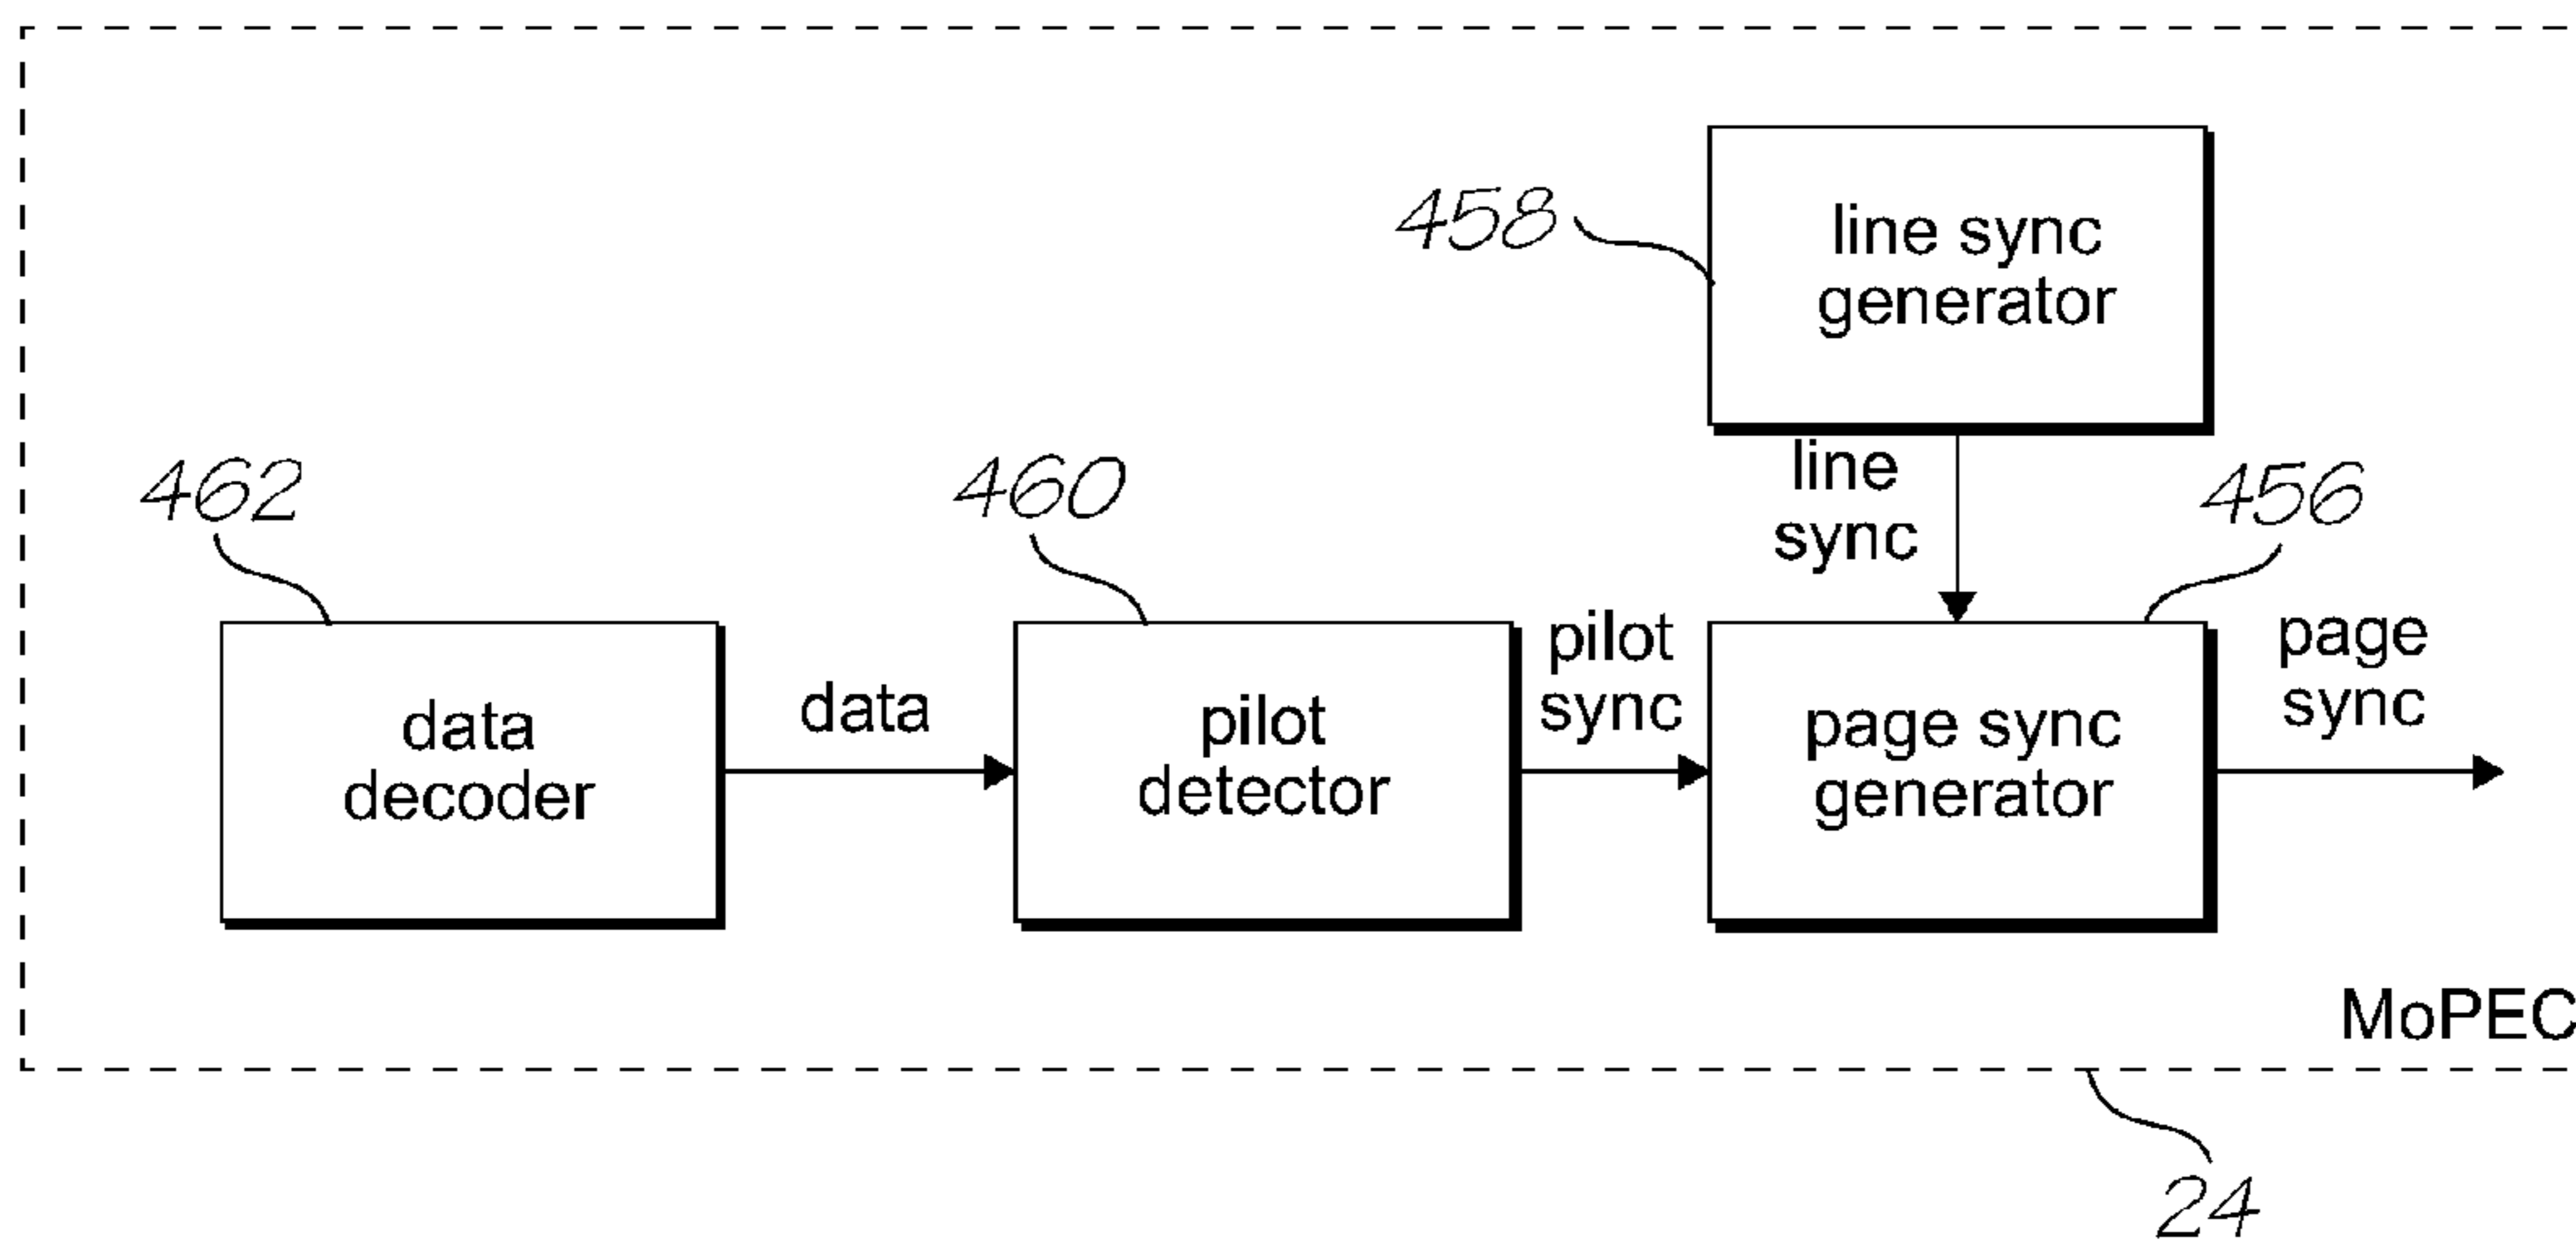 458
line sync
generator
line
sync
462
460
456
data
decoder
data
pilot
detector
pilot
sync
page sync
generator
page
sync
MoPEC
24